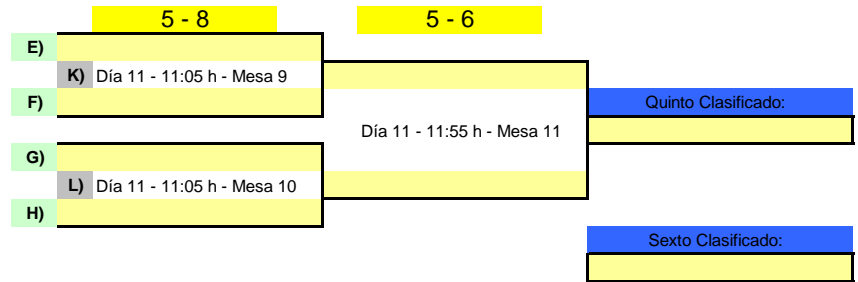 5 - 8
5 - 6
E)
K) Día 11 - 11:05 h - Mesa 9
F)
Quinto Clasificado:
Día 11 - 11:55 h - Mesa 11
G)
L) Día 11 - 11:05 h - Mesa 10
H)
Sexto Clasificado: